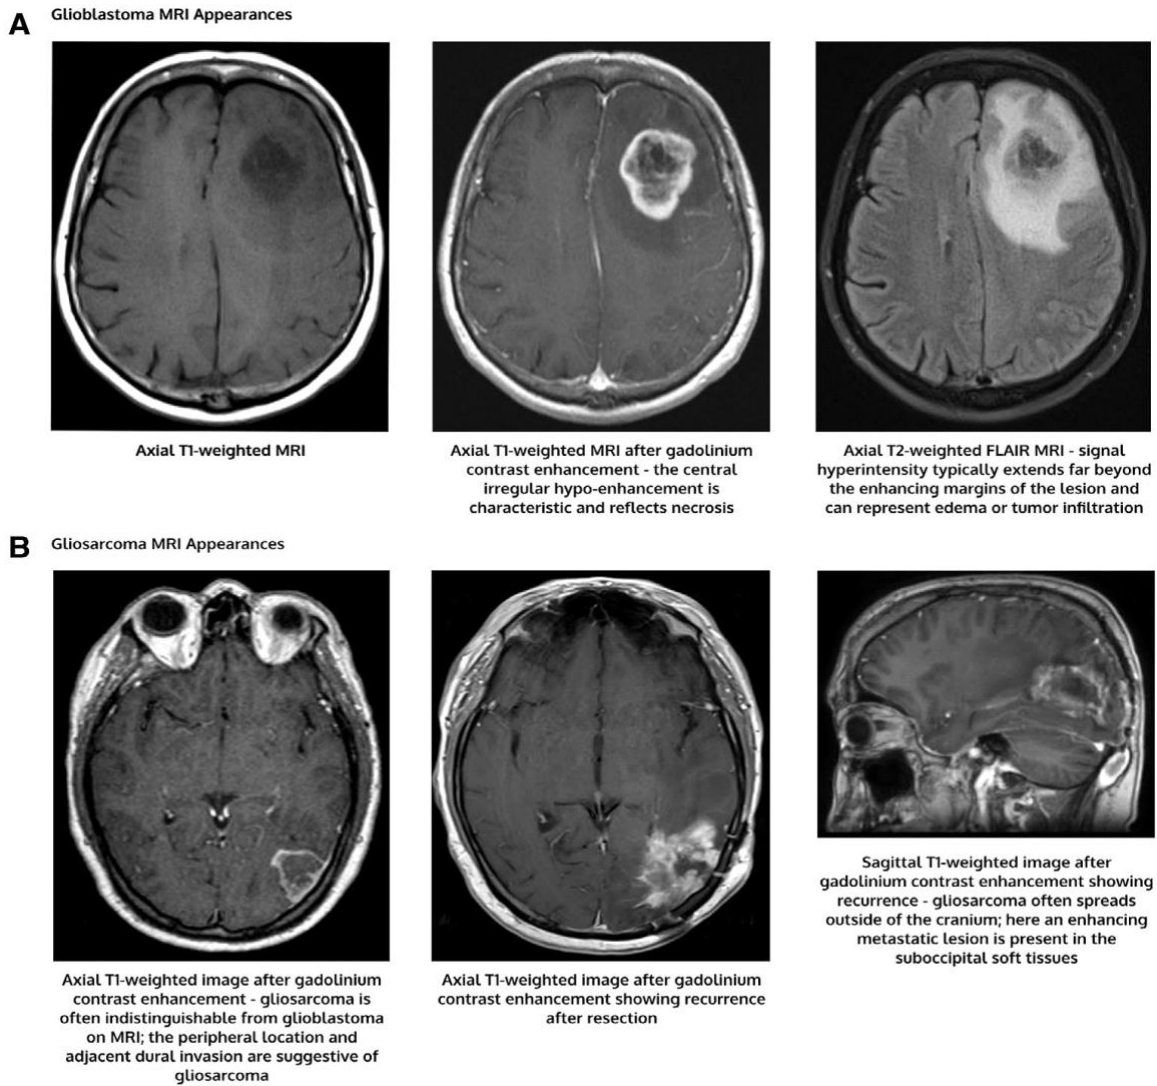 A
Glioblastoma MRI Appearances
Axial T1-weighted MRI
Axial T1-weighted MRI after gadolinium
contrast enhancement - the central
irregular hypo-enhancement is
characteristic and reflects necrosis
Axial T2-weighted FLAIR MRI - signal
hyperintensity typically extends far beyond
the enhancing margins of the lesion and
can represent edema or tumor infiltration
B
Gliosarcoma MRI Appearances
Axial T1-weighted image after gadolinium
contrast enhancement - gliosarcoma is
often indistinguishable from glioblastoma
on MRI; the peripheral location and
adjacent dural invasion are suggestive of
gliosarcoma
Axial T1-weighted image after gadolinium
contrast enhancement showing recurrence
after resection
Sagittal T1-weighted image after
gadolinium contrast enhancement showing
recurrence - gliosarcoma often spreads
outside of the cranium; here an enhancing
metastatic lesion is present in the
suboccipital soft tissues